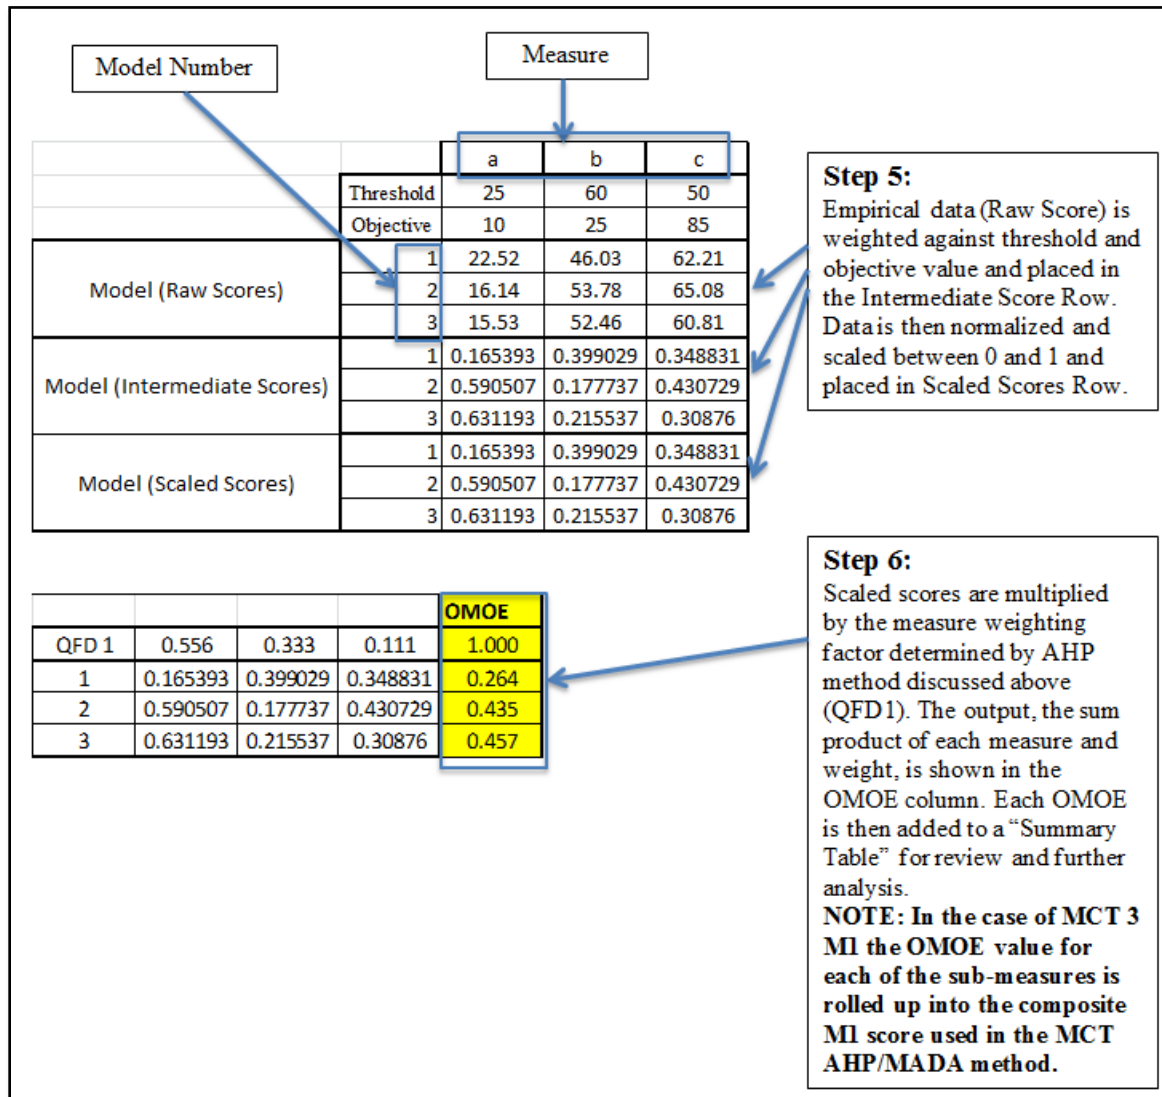 Model Number
Measure
a b c
Threshold 25 60 50
Objective 10 25 85
Model (Raw Scores)
1 22.52 46.03 62.21
2 16.14 53.78 65.08
3 15.53 52.46 60.81
Model (Intermediate Scores)
1 0.165393 0.399029 0.348831
2 0.590507 0.177737 0.430729
3 0.631193 0.215537 0.30876
Model (Scaled Scores)
1 0.165393 0.399029 0.348831
2 0.590507 0.177737 0.430729
3 0.631193 0.215537 0.30876
Step 5:
Empirical data (Raw Score) is
weighted against threshold and
objective value and placed in
the Intermediate Score Row.
Data is then normalized and
scaled between 0 and 1 and
placed in Scaled Scores Row.
OMOE
QFD 1 0.556 0.333 0.111 1.000
1 0.165393 0.399029 0.348831 0.264
2 0.590507 0.177737 0.430729 0.435
3 0.631193 0.215537 0.30876 0.457
Step 6:
Scaled scores are multiplied
by the measure weighting
factor determined by AHP
method discussed above
(QFD1). The output, the sum
product of each measure and
weight, is shown in the
OMOE column. Each OMOE
is then added to a “Summary
Table” for review and further
analysis.
NOTE: In the case of MCT 3
M1 the OMOE value for
each of the sub-measures is
rolled up into the composite
M1 score used in the MCT
AHP/MADA method.